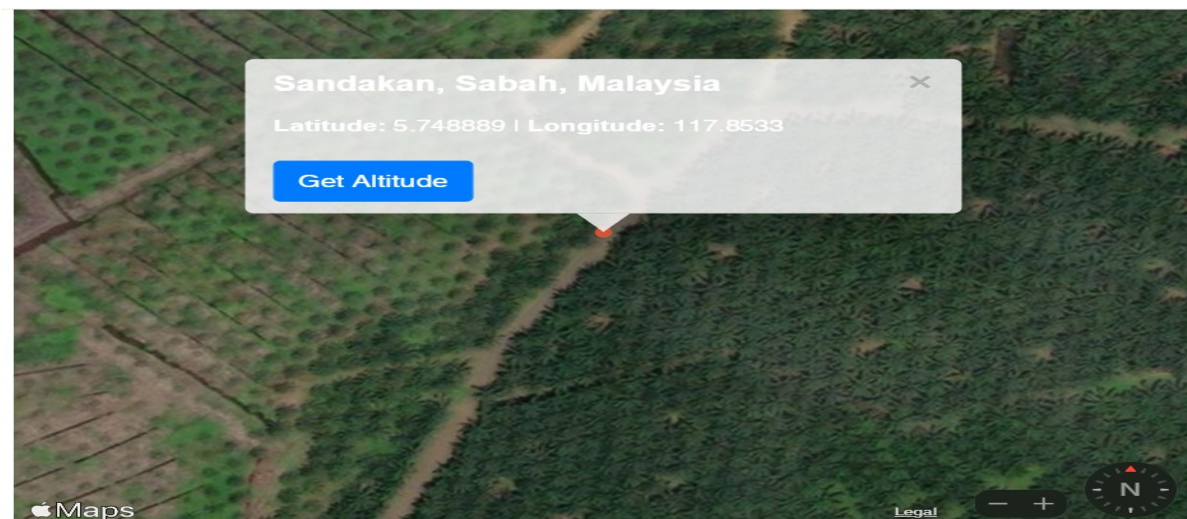 Sandakan, Sabah, Malaysia
×
Latitude: 5.748889 | Longitude: 117.8533
Get Altitude
Maps
Legal
− +
N